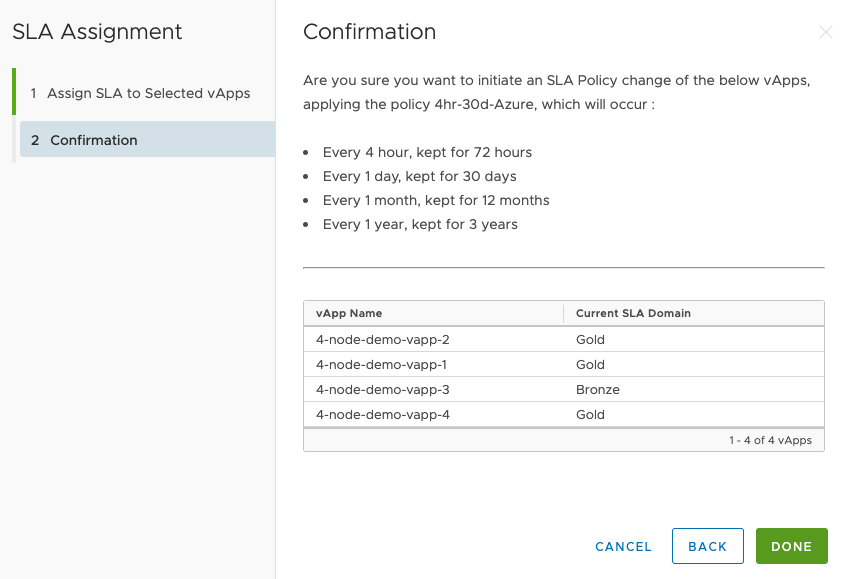 SLA Assignment
1 Assign SLA to Selected vApps
2 Confirmation
Confirmation
Are you sure you want to initiate an SLA Policy change of the below vApps,
applying the policy 4hr-30d-Azure, which will occur :
• Every 4 hour, kept for 72 hours
• Every 1 day, kept for 30 days
• Every 1 month, kept for 12 months
• Every 1 year, kept for 3 years
vApp Name Current SLA Domain
4-node-demo-vapp-2 Gold
4-node-demo-vapp-1 Gold
4-node-demo-vapp-3 Bronze
4-node-demo-vapp-4 Gold
1 - 4 of 4 vApps
CANCEL BACK DONE